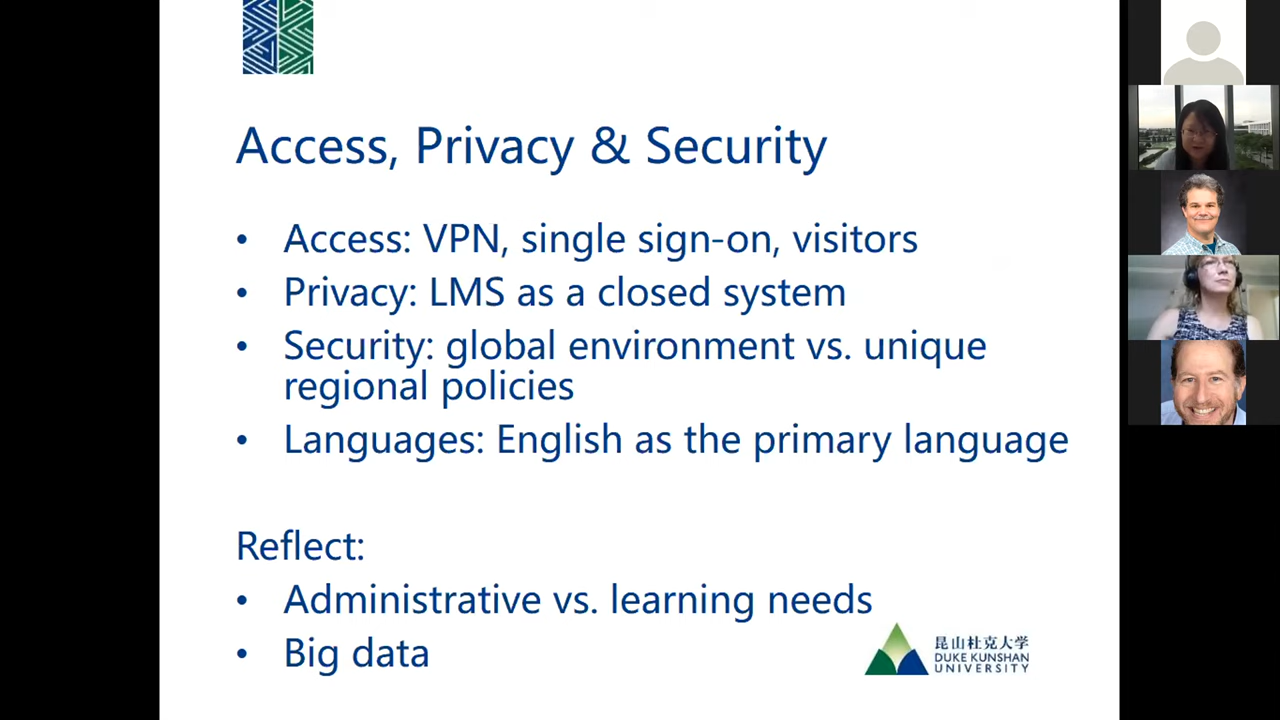 Access, Privacy & Security
• Access: VPN, single sign-on, visitors
• Privacy: LMS as a closed system
• Security: global environment vs. unique
regional policies
• Languages: English as the primary language
Reflect:
• Administrative vs. learning needs
• Big data
昆山杜克大学
DUKE KUNSHAN
UNIVERSITY